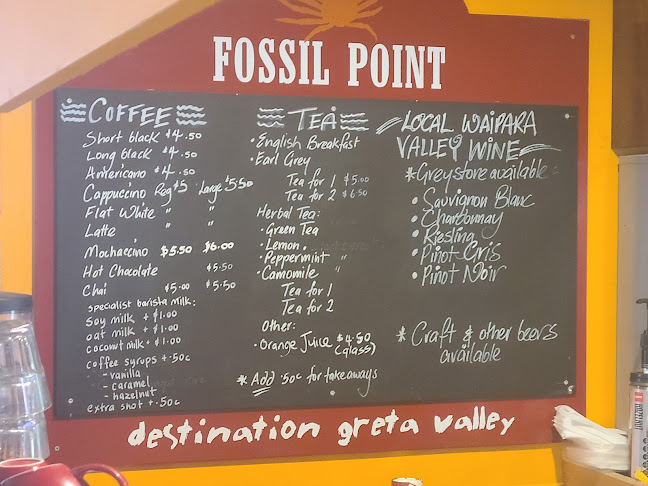 FOSSIL POINT
COFFEE
Short black $4.50
Long black $4.50
Americano $4.50
Cappuccino Reg $5 Large $5.50
Flat White " "
Latte " "
Mochaccino $5.50 $6.00
Hot Chocolate $5.50
Chai $5.00 $5.50
specialist barista milk:
Soy milk + $1.00
oat milk + $1.00
coconut milk + $1.00
coffee syrups + .50c
- vanilla
- caramel
- hazelnut
extra shot + .50c
TEA
• English Breakfast
• Earl Grey
Tea for 1 $5.00
Tea for 2 $6.50
Herbal Tea:
• Green Tea
• Lemon
• Peppermint "
• Camomile "
Tea for 1
Tea for 2
Other:
• Orange Juice $4.50
(glass)
* Add .50c for takeaways
LOCAL WAIPARA
VALLEY WINE
* Greystone available
• Sauvignon Blanc
• Chardonnay
• Riesling
• Pinot Gris
• Pinot Noir
* Craft & other beers
available
destination greta valley